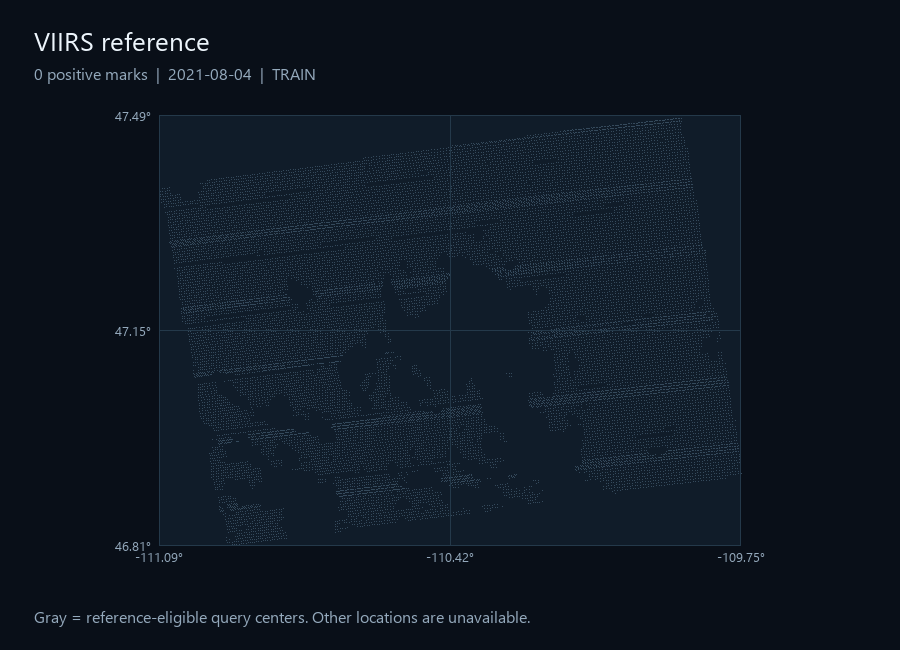 VIIRS reference
0 positive marks | 2021-08-04 | TRAIN
47.49°
47.15°
46.81°
-111.09°
-110.42°
-109.75°
Gray = reference-eligible query centers. Other locations are unavailable.